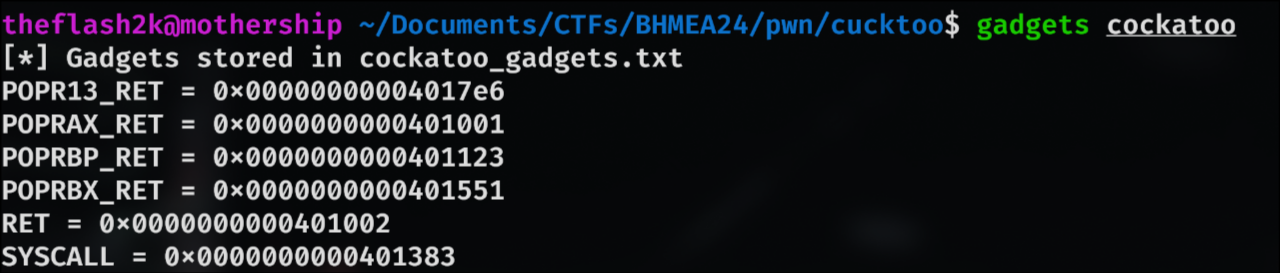 theflash2k@mothership ~/Documents/CTFs/BHMEA24/pwn/cucktoo$ gadgets cockatoo
[*] Gadgets stored in cockatoo_gadgets.txt
POPR13_RET = 0×00000000004017e6
POPRAX_RET = 0×0000000000401001
POPRBP_RET = 0×0000000000401123
POPRBX_RET = 0×0000000000401551
RET = 0×0000000000401002
SYSCALL = 0×0000000000401383